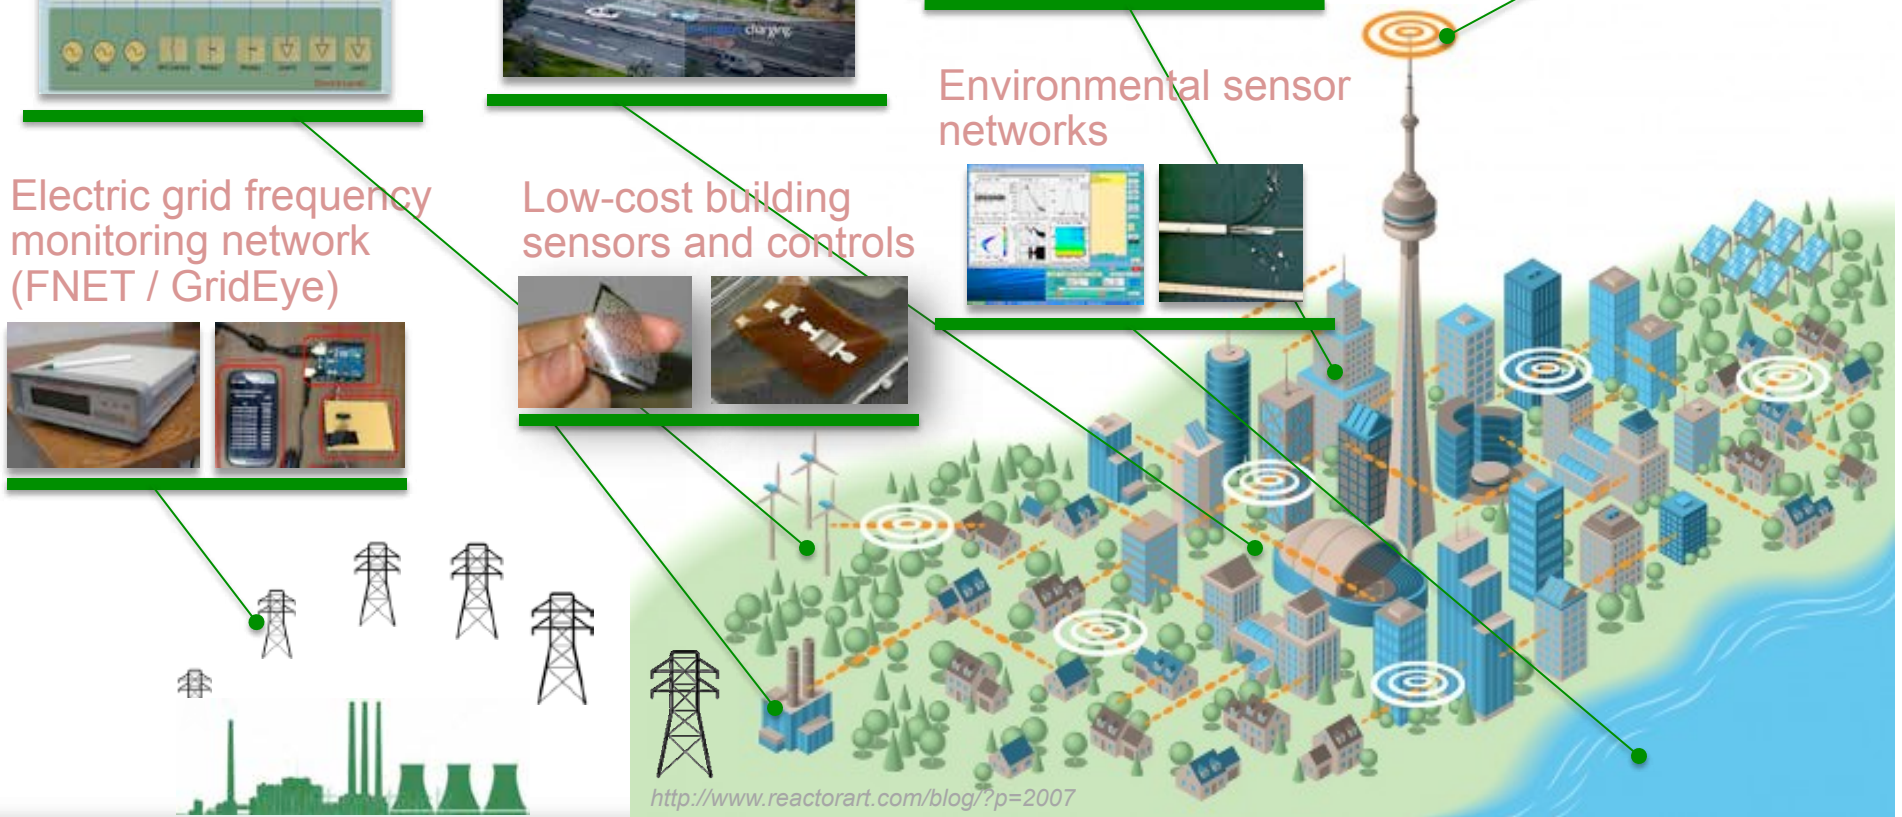 charging.
Environmental sensor
networks
Electric grid frequency
monitoring network
(FNET / GridEye)
Low-cost building
sensors and controls
http://www.reactorart.com/blog/?p=2007